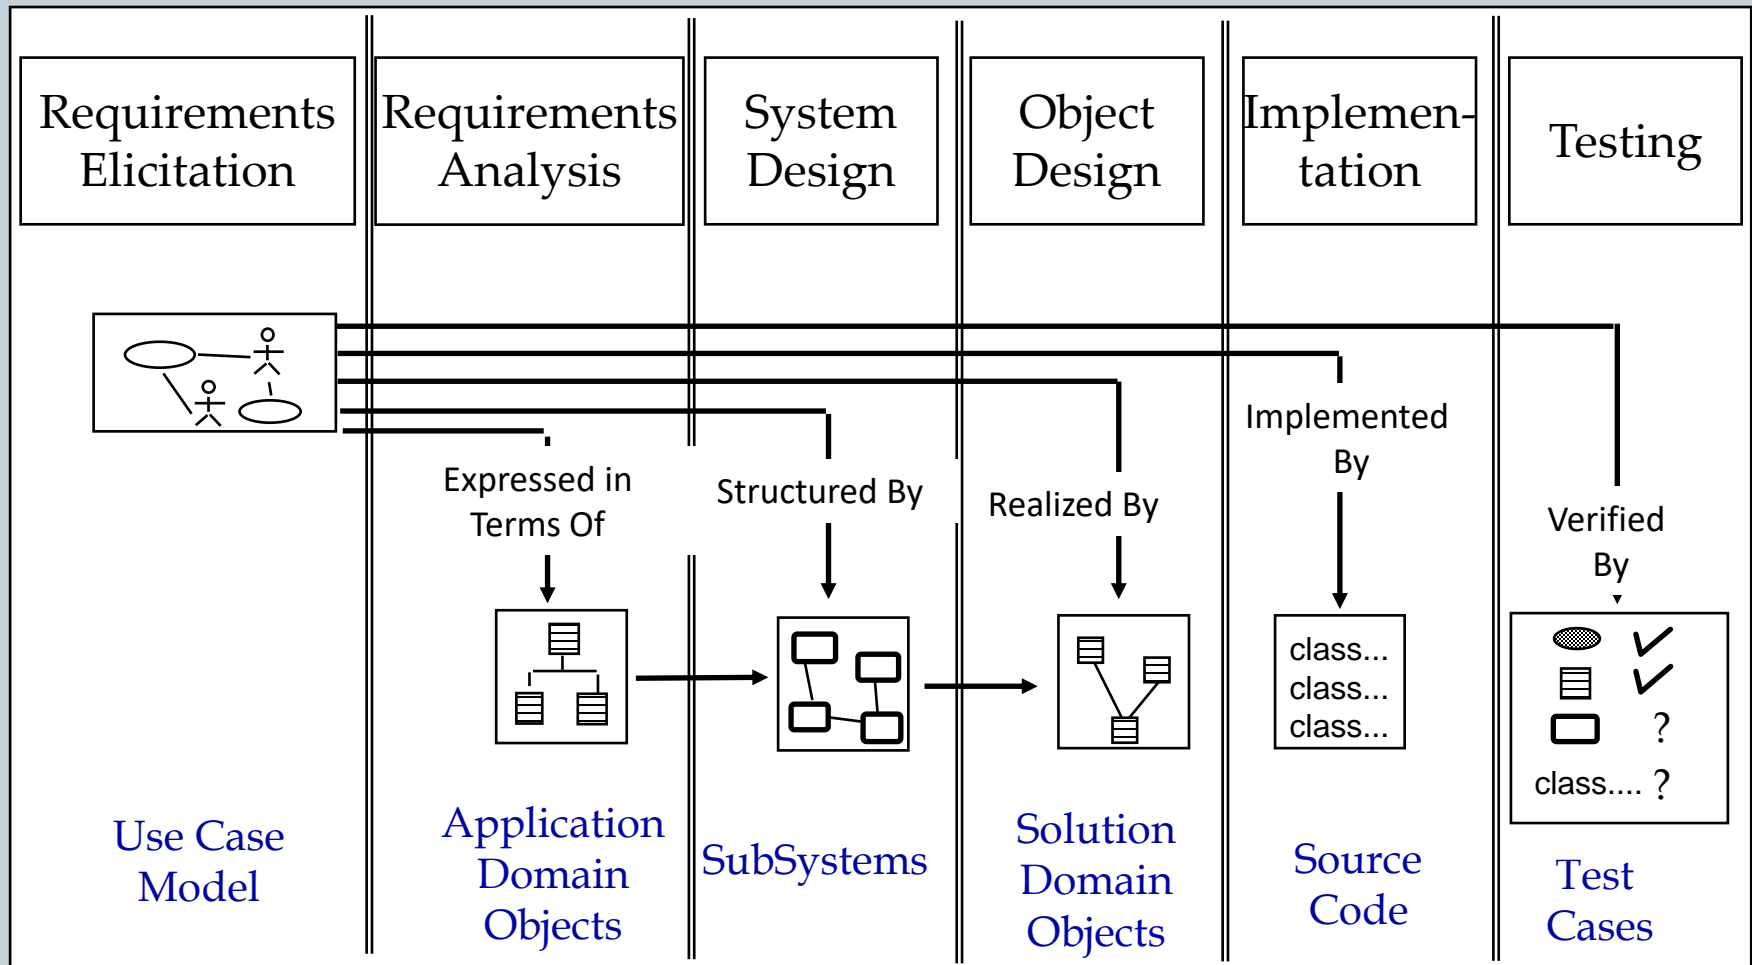 Requirements
Elicitation
Requirements
Analysis
System
Design
Object
Design
Implemen-
tation
Testing
Expressed in
Terms Of
Structured By
Realized By
Implemented
By
Verified
By
class...
class...
class...
?
class.... ?
Use Case
Model
Application
Domain
Objects
SubSystems
Solution
Domain
Objects
Source
Code
Test
Cases